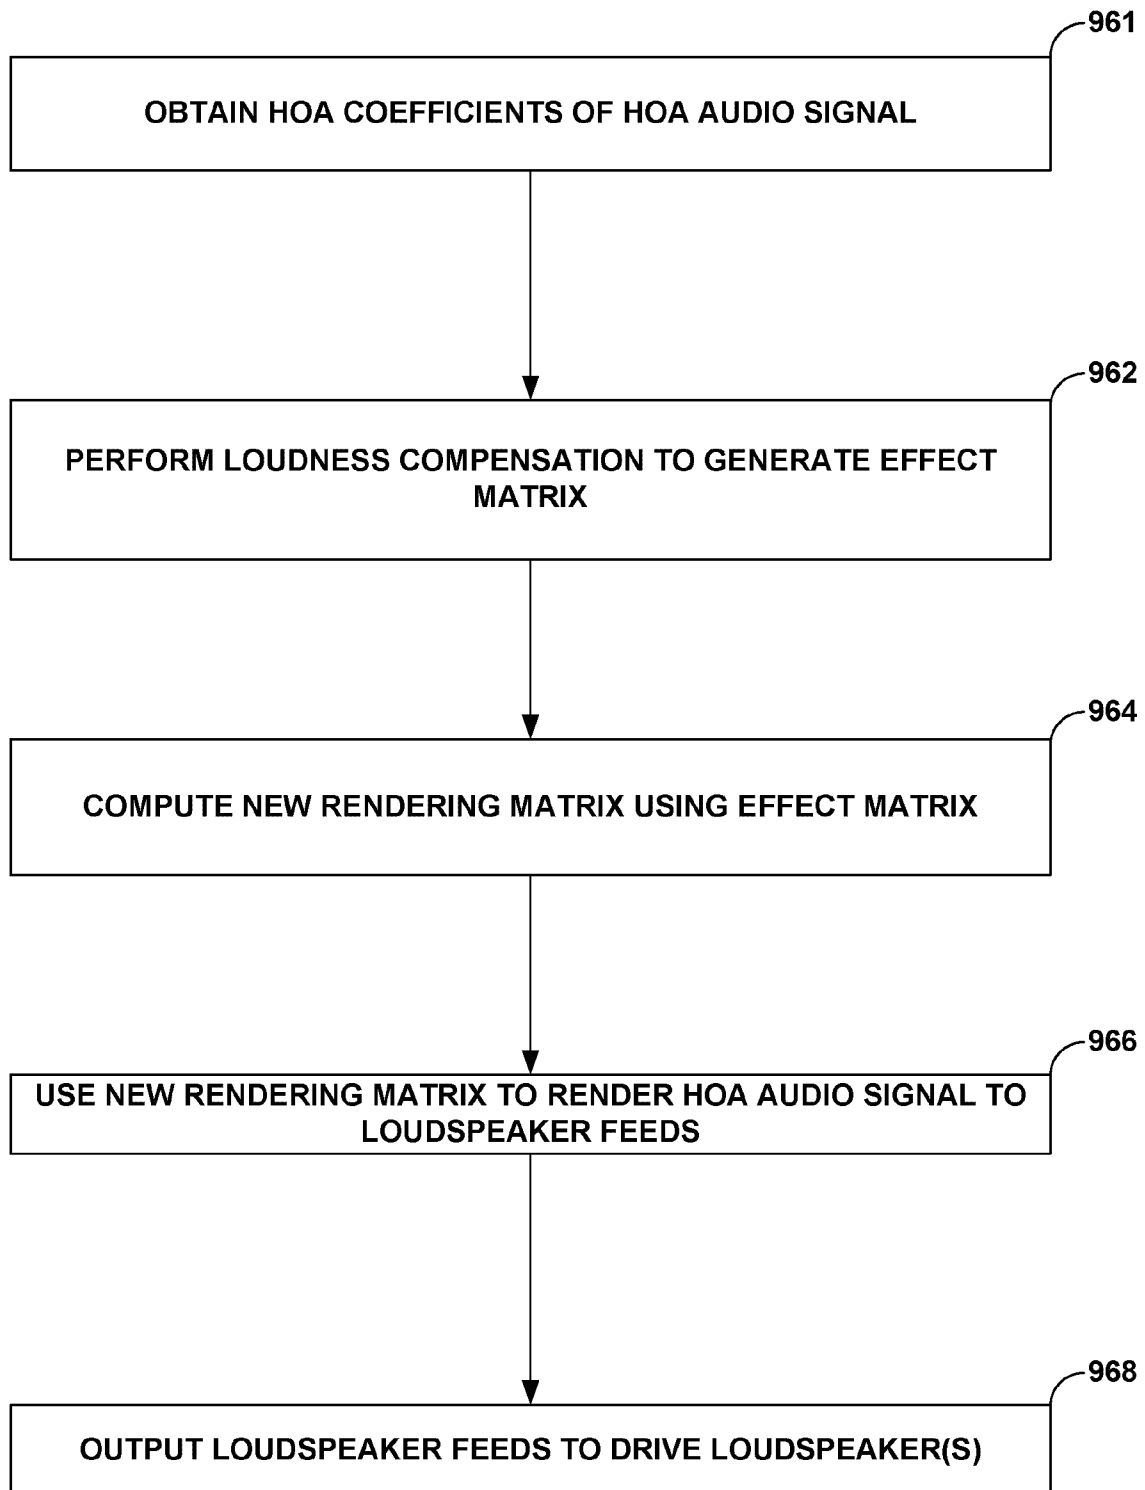 961
OBTAIN HOA COEFFICIENTS OF HOA AUDIO SIGNAL
962
PERFORM LOUDNESS COMPENSATION TO GENERATE EFFECT
MATRIX
964
COMPUTE NEW RENDERING MATRIX USING EFFECT MATRIX
966
USE NEW RENDERING MATRIX TO RENDER HOA AUDIO SIGNAL TO
LOUDSPEAKER FEEDS
968
OUTPUT LOUDSPEAKER FEEDS TO DRIVE LOUDSPEAKER(S)